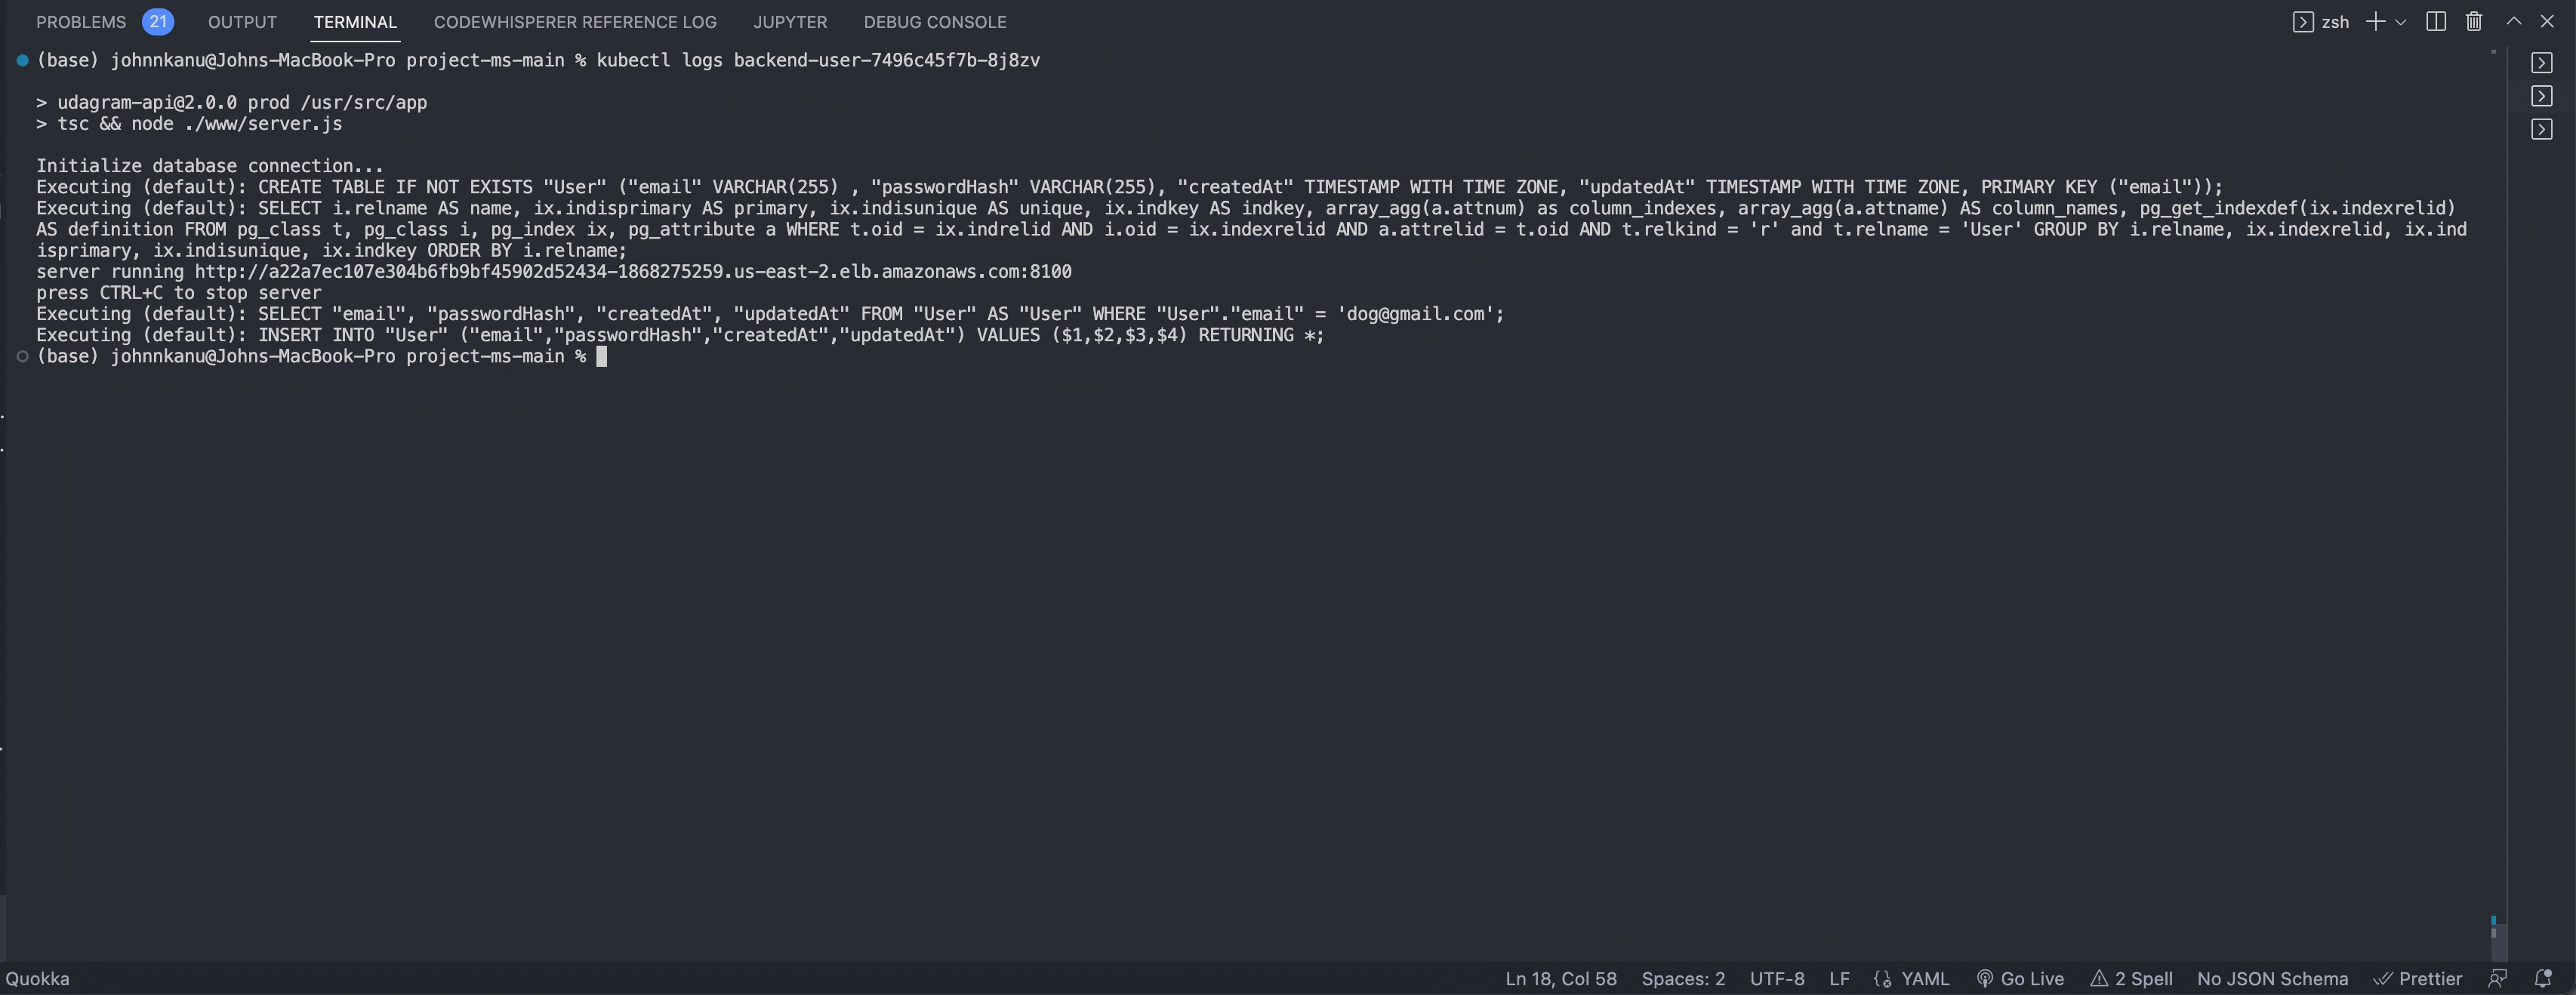 PROBLEMS 21 OUTPUT TERMINAL CODEWHISPERER REFERENCE LOG JUPYTER DEBUG CONSOLE zsh
(base) johnnkanu@Johns-MacBook-Pro project-ms-main % kubectl logs backend-user-7496c45f7b-8j8zv
> udagram-api@2.0.0 prod /usr/src/app
> tsc && node ./www/server.js
Initialize database connection...
Executing (default): CREATE TABLE IF NOT EXISTS "User" ("email" VARCHAR(255) , "passwordHash" VARCHAR(255), "createdAt" TIMESTAMP WITH TIME ZONE, "updatedAt" TIMESTAMP WITH TIME ZONE, PRIMARY KEY ("email"));
Executing (default): SELECT i.relname AS name, ix.indisprimary AS primary, ix.indisunique AS unique, ix.indkey AS indkey, array_agg(a.attnum) as column_indexes, array_agg(a.attname) AS column_names, pg_get_indexdef(ix.indexrelid)
AS definition FROM pg_class t, pg_class i, pg_index ix, pg_attribute a WHERE t.oid = ix.indrelid AND i.oid = ix.indexrelid AND a.attrelid = t.oid AND t.relkind = 'r' and t.relname = 'User' GROUP BY i.relname, ix.indexrelid, ix.ind
isprimary, ix.indisunique, ix.indkey ORDER BY i.relname;
server running http://a22a7ec107e304b6fb9bf45902d52434-1868275259.us-east-2.elb.amazonaws.com:8100
press CTRL+C to stop server
Executing (default): SELECT "email", "passwordHash", "createdAt", "updatedAt" FROM "User" AS "User" WHERE "User"."email" = 'dog@gmail.com';
Executing (default): INSERT INTO "User" ("email","passwordHash","createdAt","updatedAt") VALUES ($1,$2,$3,$4) RETURNING *;
(base) johnnkanu@Johns-MacBook-Pro project-ms-main %
Quokka Ln 18, Col 58 Spaces: 2 UTF-8 LF YAML Go Live 2 Spell No JSON Schema Prettier